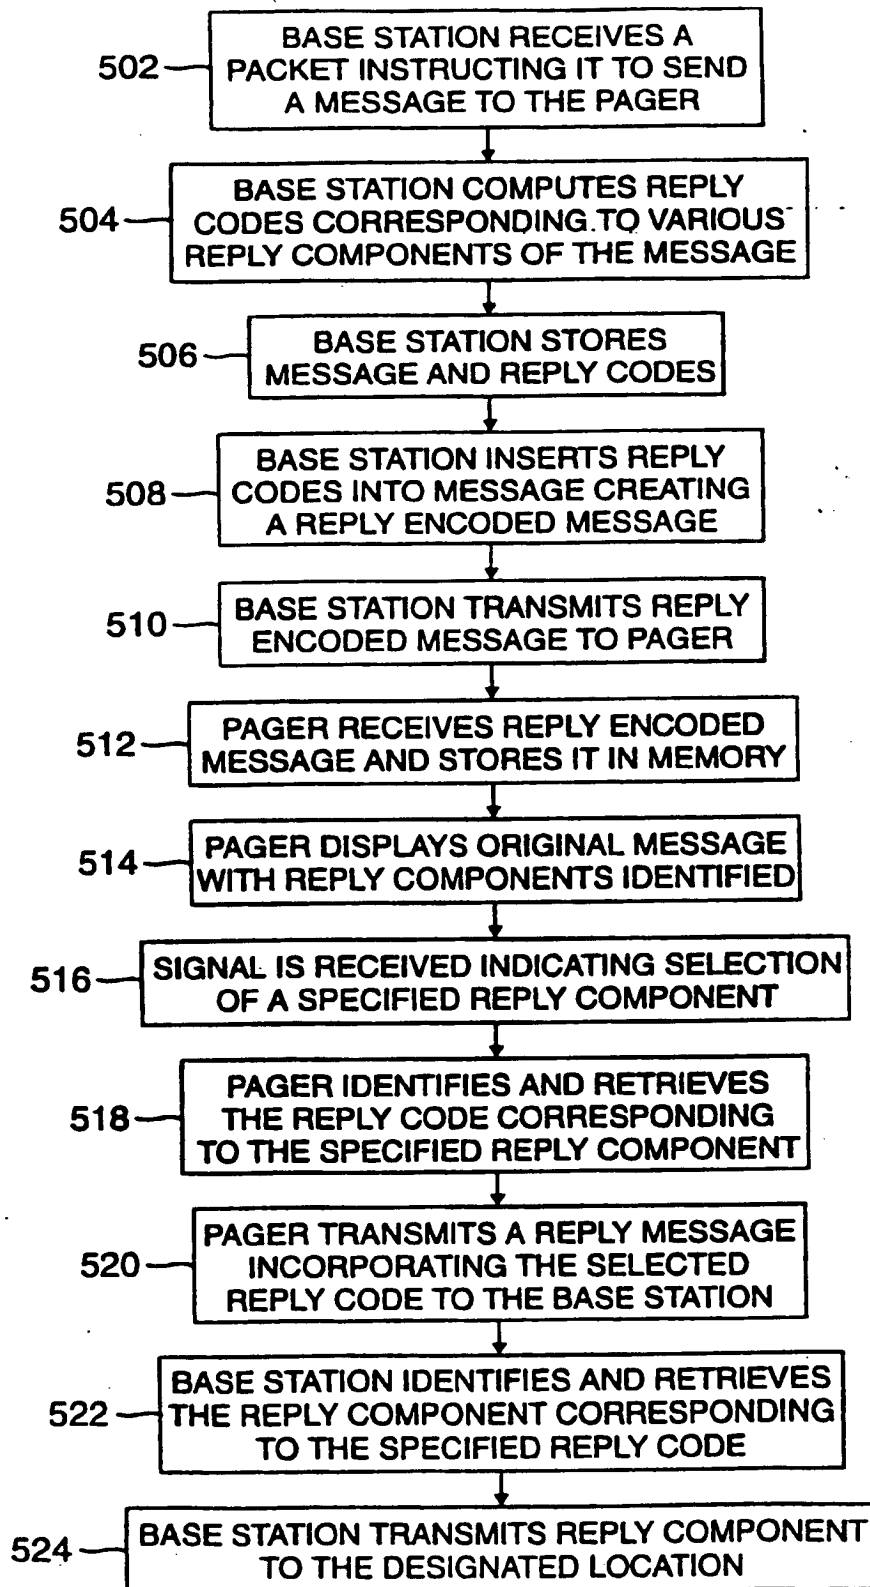 502
BASE STATION RECEIVES A
PACKET INSTRUCTING IT TO SEND
A MESSAGE TO THE PAGER
504
BASE STATION COMPUTES REPLY
CODES CORRESPONDING TO VARIOUS
REPLY COMPONENTS OF THE MESSAGE
506
BASE STATION STORES
MESSAGE AND REPLY CODES
508
BASE STATION INSERTS REPLY
CODES INTO MESSAGE CREATING
A REPLY ENCODED MESSAGE
510
BASE STATION TRANSMITS REPLY
ENCODED MESSAGE TO PAGER
512
PAGER RECEIVES REPLY ENCODED
MESSAGE AND STORES IT IN MEMORY
514
PAGER DISPLAYS ORIGINAL MESSAGE
WITH REPLY COMPONENTS IDENTIFIED
516
SIGNAL IS RECEIVED INDICATING SELECTION
OF A SPECIFIED REPLY COMPONENT
518
PAGER IDENTIFIES AND RETRIEVES
THE REPLY CODE CORRESPONDING
TO THE SPECIFIED REPLY COMPONENT
520
PAGER TRANSMITS A REPLY MESSAGE
INCORPORATING THE SELECTED
REPLY CODE TO THE BASE STATION
522
BASE STATION IDENTIFIES AND RETRIEVES
THE REPLY COMPONENT CORRESPONDING
TO THE SPECIFIED REPLY CODE
524
BASE STATION TRANSMITS REPLY COMPONENT
TO THE DESIGNATED LOCATION